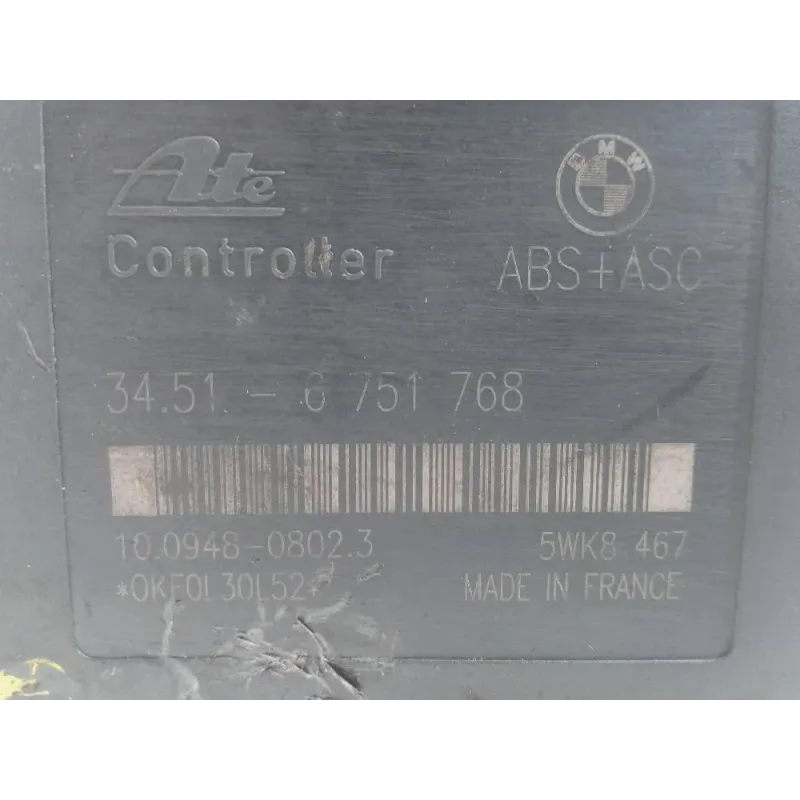 Ate
BMW
Controller
ABS+ASC
34.51 - 6 751 768
10.0948-0802.3
5WK8 467
*0KE0L30L52*
MADE IN FRANCE